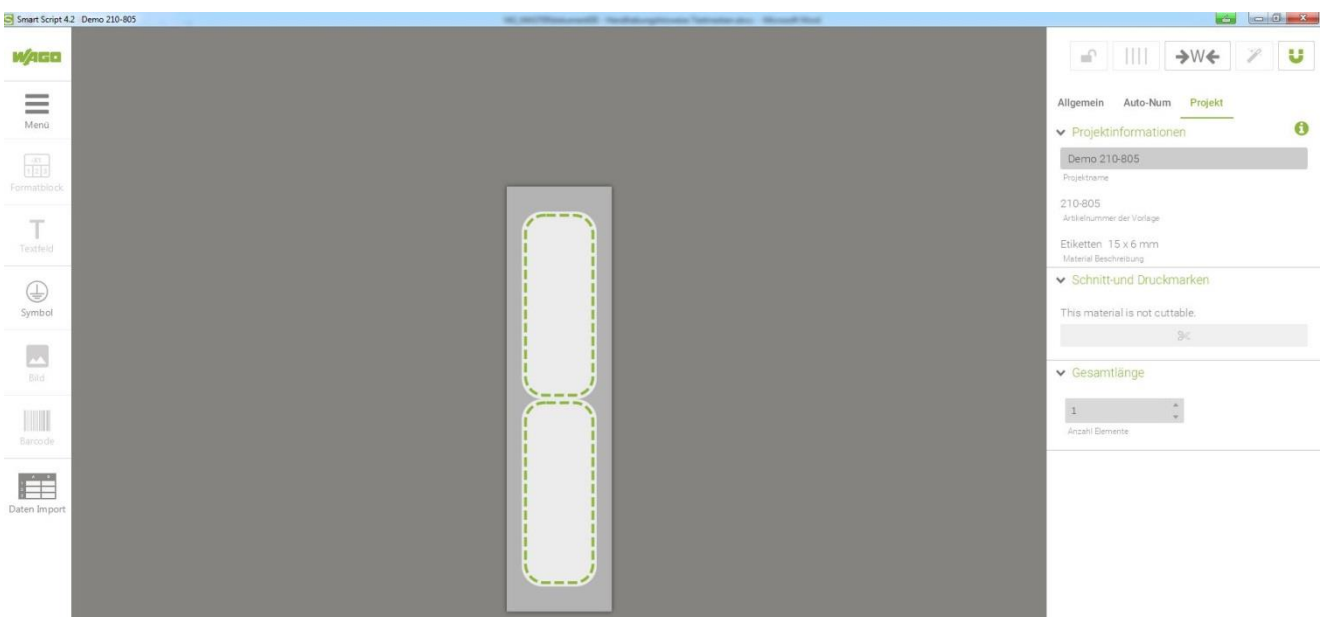 Smart Script 4.2 Demo 210-805
WAGO
Menü
Formatblock
Textfeld
Symbol
Bild
Barcode
Daten Import
W
Allgemein Auto-Num Projekt
Projektinformationen
Demo 210-805
Projektname
210-805
Artikelnummer der Vorlage
Etiketten 15 x 6 mm
Material Beschreibung
Schnitt-und Druckmarken
This material is not cuttable.
Gesamtlänge
1
Anzahl Elemente